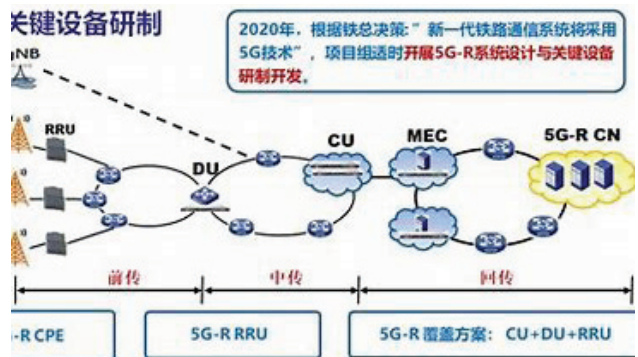 关键设备研制
2020年，根据铁总决策:"新一代铁路通信系统将采用
5G技术"，项目组适时开展5G-R系统设计与关键设备
研制开发。
NB
RRU
DU
CU
MEC
5G-R CN
前传
中传
回传
-R CPE
5G-R RRU
5G-R 覆盖方案：CU+DU+RRU